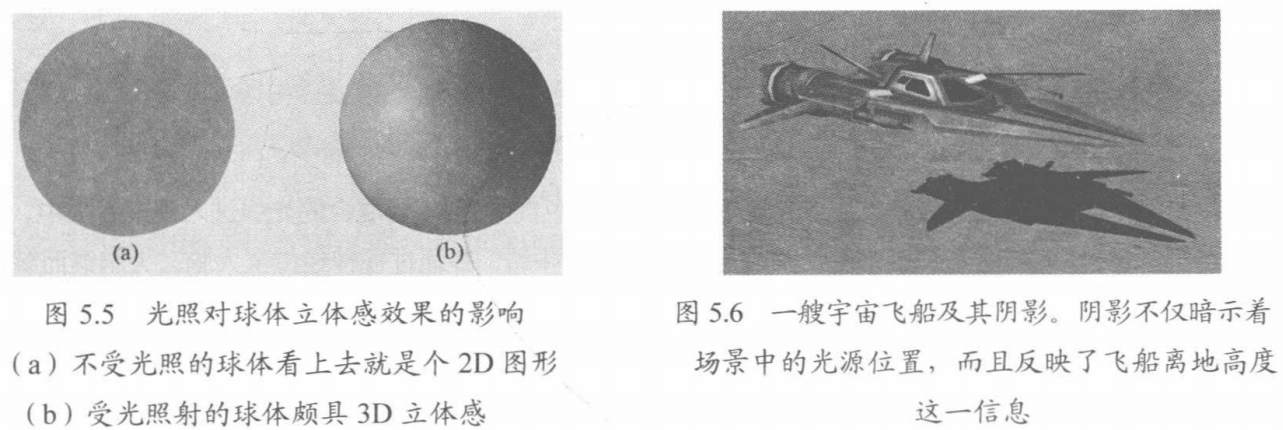 (a)
(b)
图 5.5 光照对球体立体感效果的影响
(a)不受光照的球体看上去就是个 2D 图形
(b)受光照射的球体颇具 3D 立体感
图 5.6 一艘宇宙飞船及其阴影。阴影不仅暗示着
场景中的光源位置，而且反映了飞船离地高度
这一信息